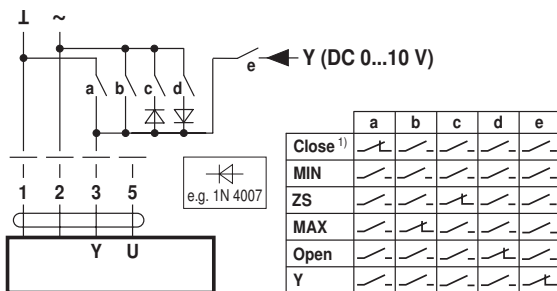 ⊥ ~
e
Y (DC 0...10 V)
a b c d
1 2 3 5
e.g. 1N 4007
Y U
a b c d e
Close 1)
MIN
ZS
MAX
Open
Y